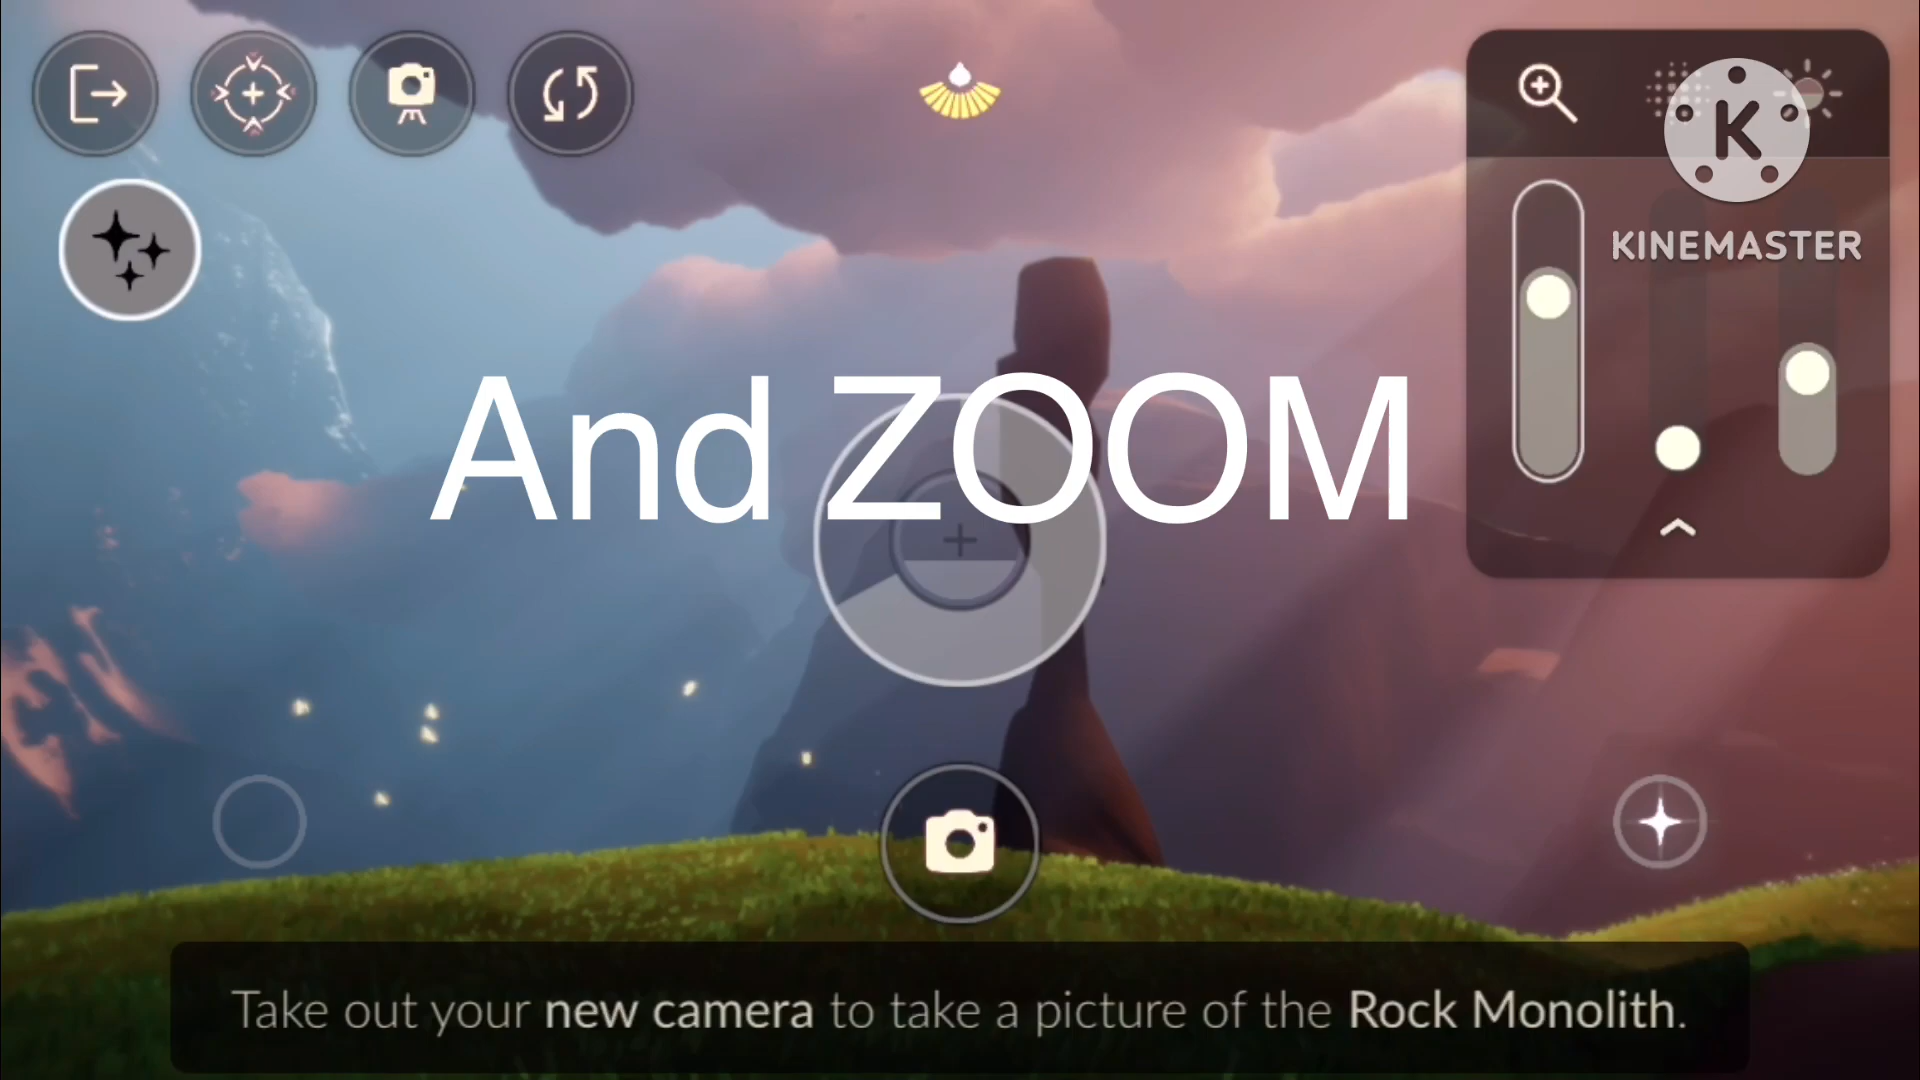 K
KINEMASTER
And ZOOM
Take out your new camera to take a picture of the Rock Monolith.